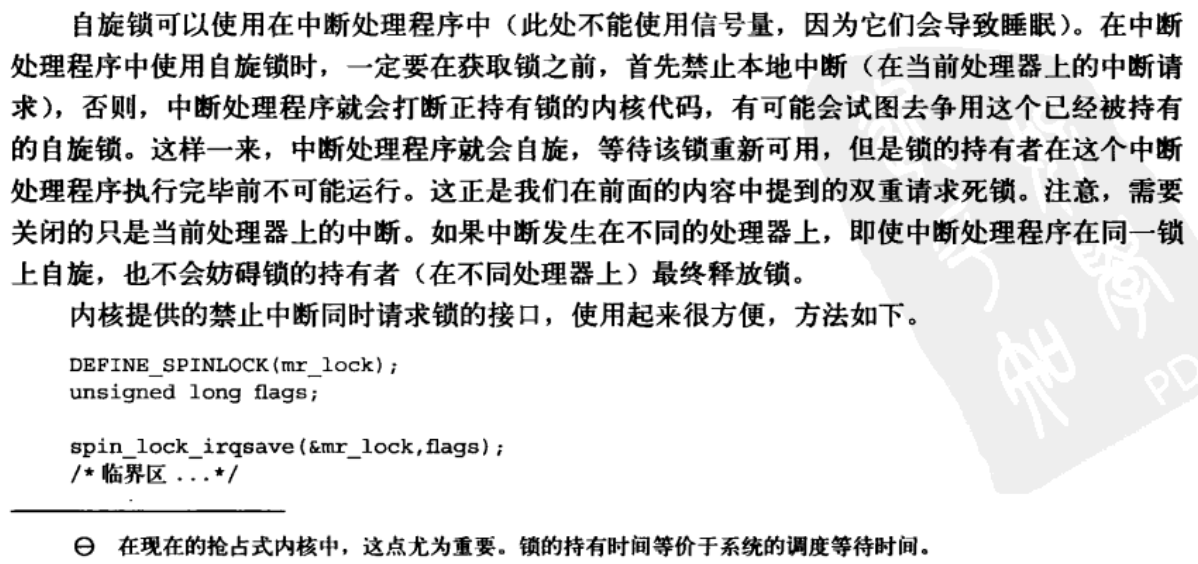 自旋锁可以使用在中断处理程序中（此处不能使用信号量，因为它们会导致睡眠）。在中断
处理程序中使用自旋锁时，一定要在获取锁之前，首先禁止本地中断（在当前处理器上的中断请
求），否则，中断处理程序就会打断正持有锁的内核代码，有可能会试图去争用这个已经被持有
的自旋锁。这样一来，中断处理程序就会自旋，等待该锁重新可用，但是锁的持有者在这个中断
处理程序执行完毕前不可能运行。这正是我们在前面的内容中提到的双重请求死锁。注意，需要
关闭的只是当前处理器上的中断。如果中断发生在不同的处理器上，即使中断处理程序在同一锁
上自旋，也不会妨碍锁的持有者（在不同处理器上）最终释放锁。
内核提供的禁止中断同时请求锁的接口，使用起来很方便，方法如下。
DEFINE_SPINLOCK(mr_lock);
unsigned long flags;
spin_lock_irqsave(&mr_lock,flags);
/* 临界区 ...*/
⊖ 在现在的抢占式内核中，这点尤为重要。锁的持有时间等价于系统的调度等待时间。
PD